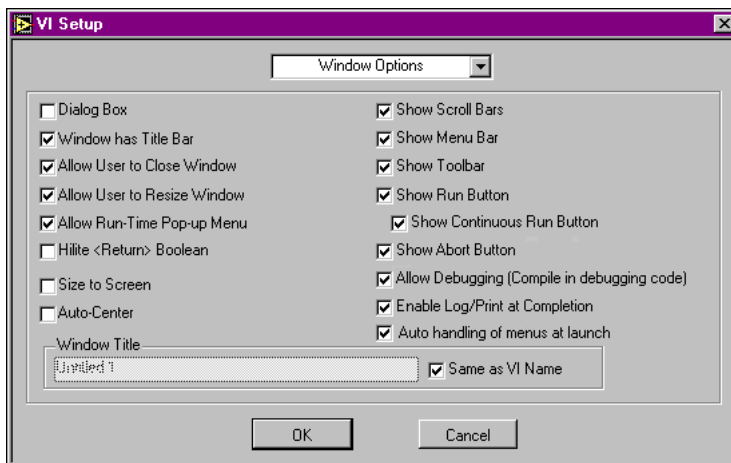 VI Setup
Window Options
Dialog Box
Window has Title Bar
Allow User to Close Window
Allow User to Resize Window
Allow Run-Time Pop-up Menu
Hilite <Return> Boolean
Size to Screen
Auto-Center
Show Scroll Bars
Show Menu Bar
Show Toolbar
Show Run Button
Show Continuous Run Button
Show Abort Button
Allow Debugging (Compile in debugging code)
Enable Log/Print at Completion
Auto handling of menus at launch
Window Title
Untitled 1
Same as VI Name
OK
Cancel